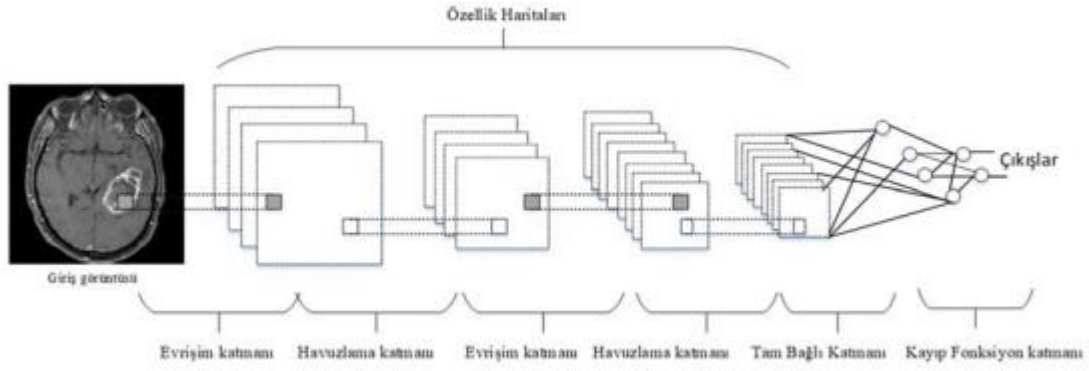 Özellik Haritaları
Çıkışlar
Giriş görüntüsü
Evrişim katmanı Havuzlama katmanı Evrişim katmanı Havuzlama katmanı Tam Bağlı Katmanı Kayıp Fonksiyon katmanı